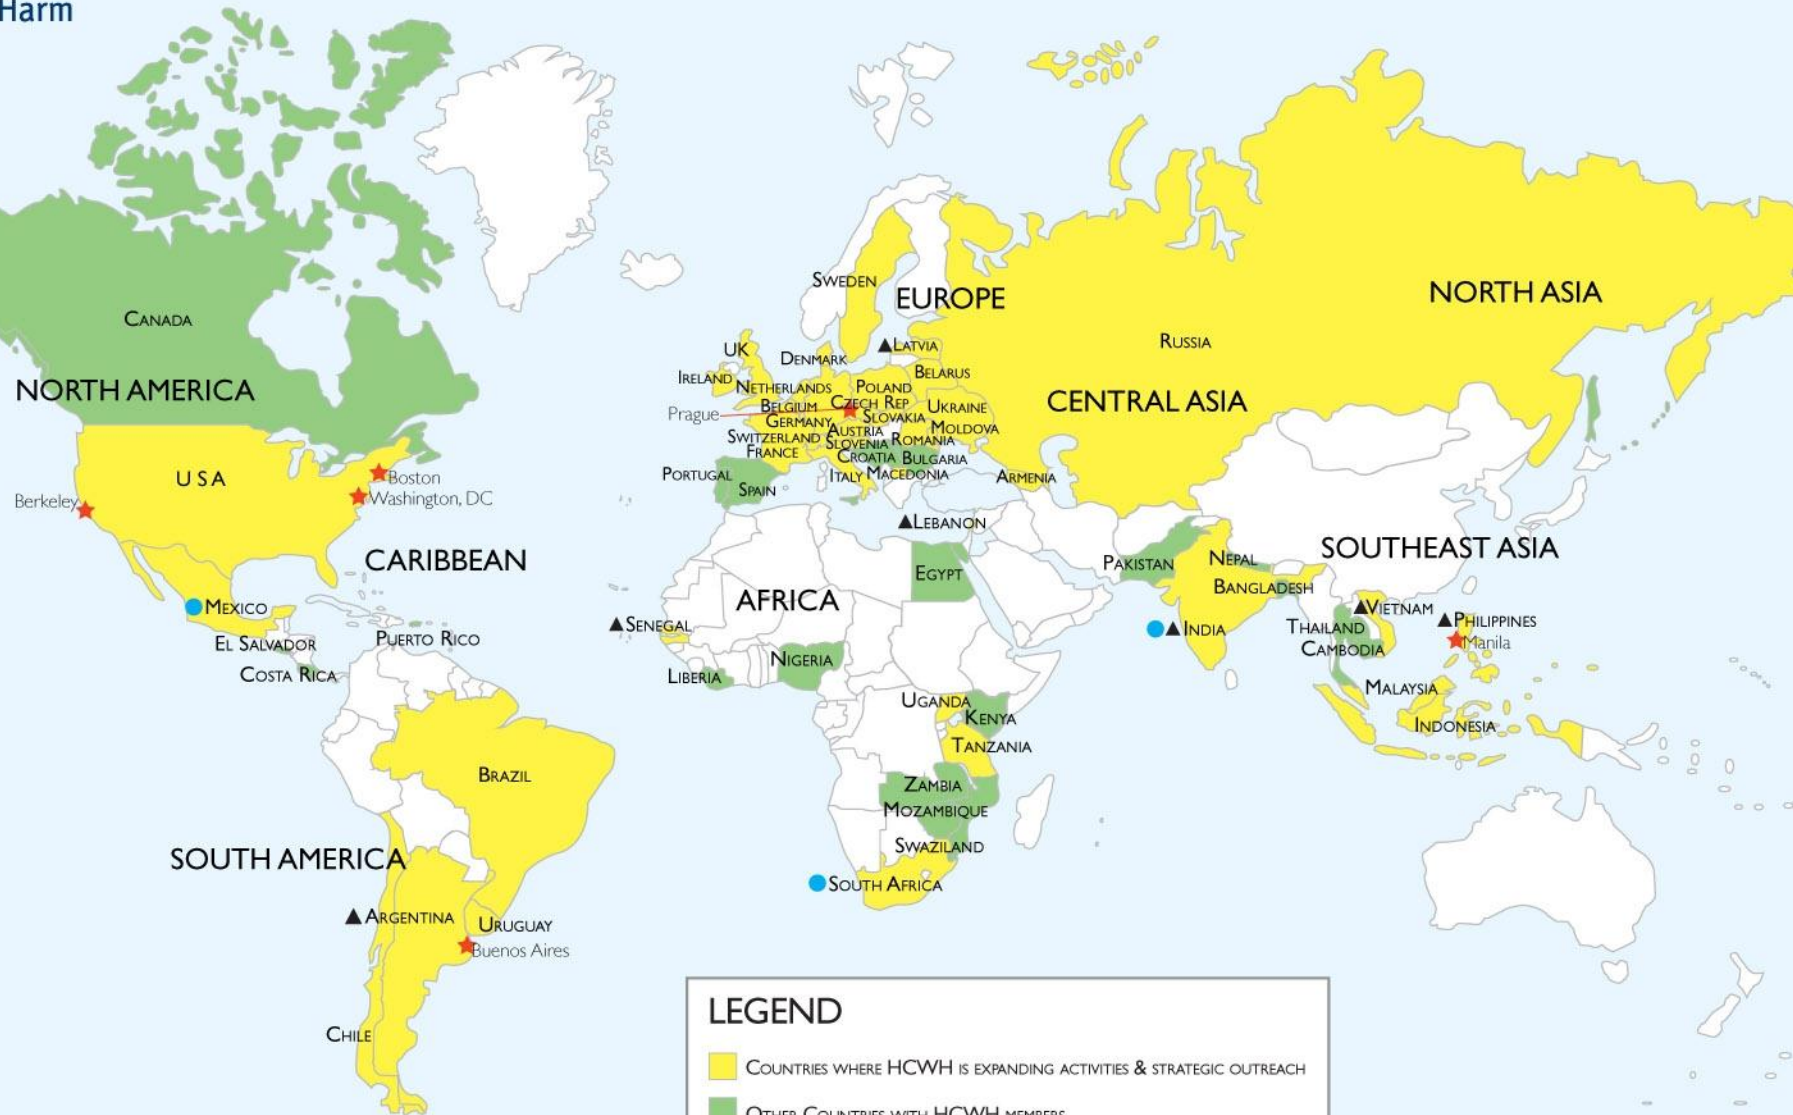 Harm
Canada
NORTH AMERICA
USA
Berkeley
Boston
Washington, DC
CARIBBEAN
Mexico
El Salvador
Puerto Rico
Costa Rica
Brazil
SOUTH AMERICA
Argentina
Uruguay
Buenos Aires
Chile
Sweden
EUROPE
UK
Denmark
Latvia
Ireland
Netherlands
Poland
Belarus
Prague
Belgium
Czech Rep
Ukraine
Germany
Slovakia
Moldova
Austria
Switzerland
Slovenia
Romania
France
Croatia
Bulgaria
Portugal
Spain
Italy
Macedonia
Armenia
Lebanon
NORTH ASIA
Russia
CENTRAL ASIA
SOUTHEAST ASIA
Pakistan
Nepal
Bangladesh
India
Vietnam
Philippines
Manila
Thailand
Cambodia
Malaysia
Indonesia
AFRICA
Egypt
Senegal
Nigeria
Liberia
Uganda
Kenya
Tanzania
Zambia
Mozambique
Swaziland
South Africa
LEGEND
Countries where HCWH is expanding activities & strategic outreach
Other Countries with HCWH members